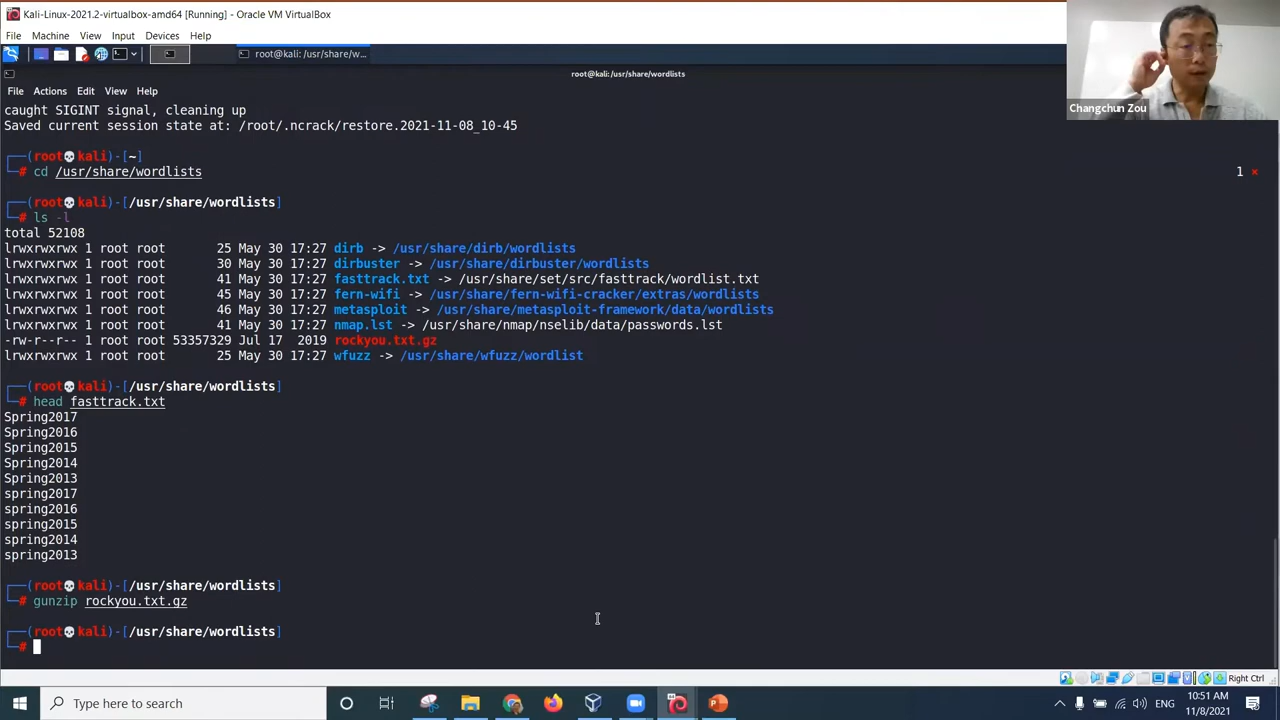 Kali-Linux-2021.2-virtualbox-amd64 [Running] - Oracle VM VirtualBox
File Machine View Input Devices Help
root@kali: /usr/share/w...
root@kali: /usr/share/wordlists
File Actions Edit View Help
caught SIGINT signal, cleaning up
Saved current session state at: /root/.ncrack/restore.2021-11-08_10-45
(root💀kali)-[~]
# cd /usr/share/wordlists
1 ×
(root💀kali)-[/usr/share/wordlists]
# ls -l
total 52108
lrwxrwxrwx 1 root root 25 May 30 17:27 dirb -> /usr/share/dirb/wordlists
lrwxrwxrwx 1 root root 30 May 30 17:27 dirbuster -> /usr/share/dirbuster/wordlists
lrwxrwxrwx 1 root root 41 May 30 17:27 fasttrack.txt -> /usr/share/set/src/fasttrack/wordlist.txt
lrwxrwxrwx 1 root root 45 May 30 17:27 fern-wifi -> /usr/share/fern-wifi-cracker/extras/wordlists
lrwxrwxrwx 1 root root 46 May 30 17:27 metasploit -> /usr/share/metasploit-framework/data/wordlists
lrwxrwxrwx 1 root root 41 May 30 17:27 nmap.lst -> /usr/share/nmap/nselib/data/passwords.lst
-rw-r--r-- 1 root root 53357329 Jul 17 2019 rockyou.txt.gz
lrwxrwxrwx 1 root root 25 May 30 17:27 wfuzz -> /usr/share/wfuzz/wordlist
(root💀kali)-[/usr/share/wordlists]
# head fasttrack.txt
Spring2017
Spring2016
Spring2015
Spring2014
Spring2013
spring2017
spring2016
spring2015
spring2014
spring2013
(root💀kali)-[/usr/share/wordlists]
# gunzip rockyou.txt.gz
(root💀kali)-[/usr/share/wordlists]
#
Changchun Zou
Right Ctrl
Type here to search
ENG
10:51 AM
11/8/2021